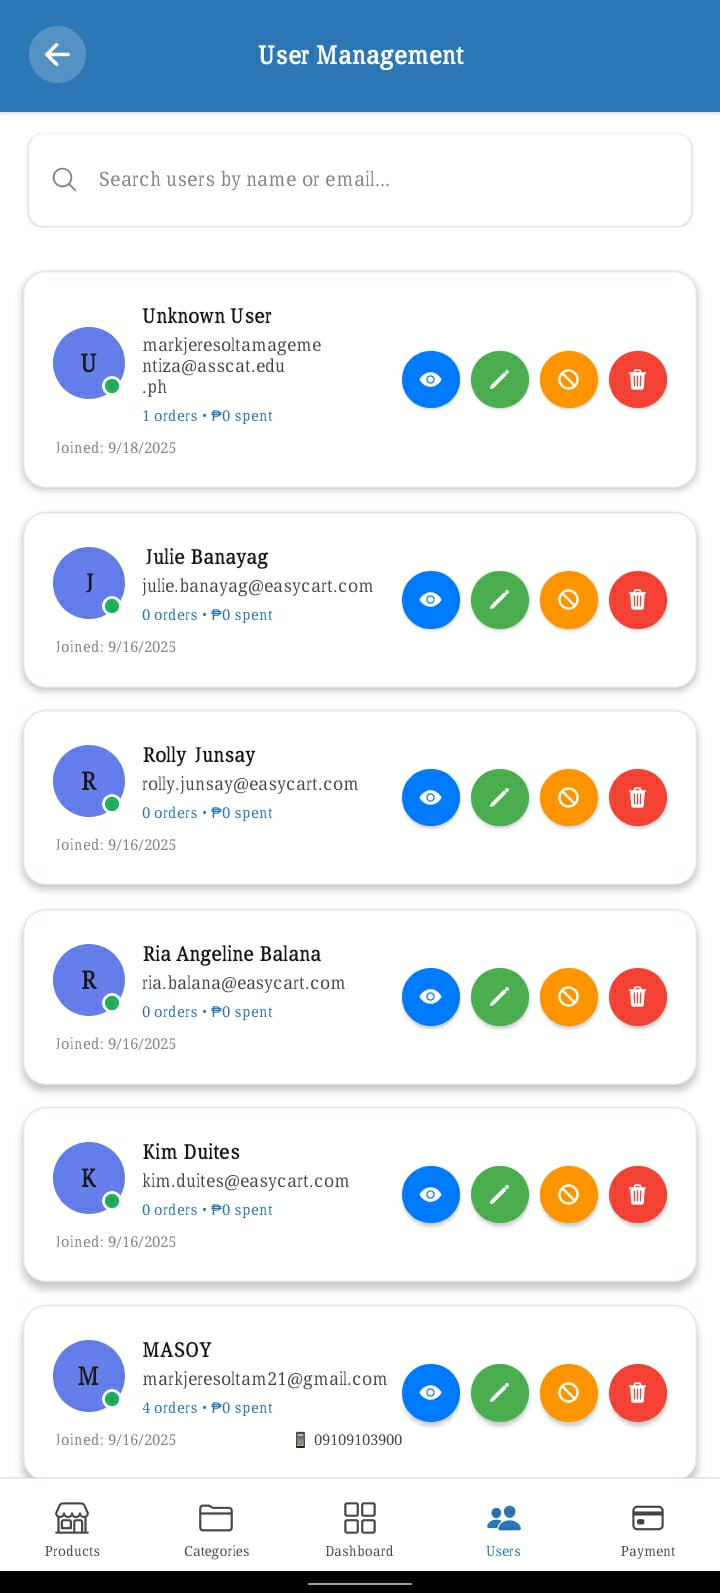 User Management
Search users by name or email...
U
Unknown User
markjeresoltamageme
ntiza@asscat.edu
.ph
1 orders • ₱0 spent
Joined: 9/18/2025
J
Julie Banayag
julie.banayag@easycart.com
0 orders • ₱0 spent
Joined: 9/16/2025
R
Rolly Junsay
rolly.junsay@easycart.com
0 orders • ₱0 spent
Joined: 9/16/2025
R
Ria Angeline Balana
ria.balana@easycart.com
0 orders • ₱0 spent
Joined: 9/16/2025
K
Kim Duites
kim.duites@easycart.com
0 orders • ₱0 spent
Joined: 9/16/2025
M
MASOY
markjeresoltam21@gmail.com
4 orders • ₱0 spent
Joined: 9/16/2025 09109103900
Products Categories Dashboard Users Payment